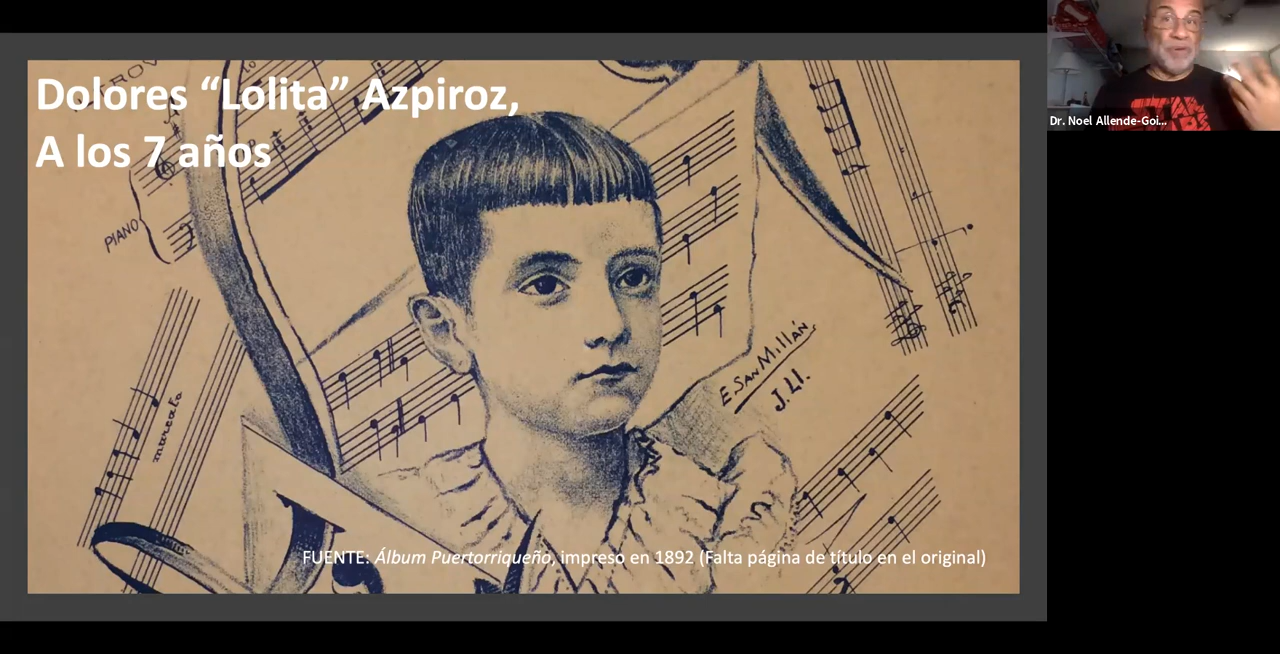 Dolores “Lolita” Azpiroz,
A los 7 años
PIANO
marcato
E. SAN MILLÁN
J. LL.
FUENTE: Álbum Puertorriqueño, impreso en 1892 (Falta página de título en el original)
Dr. Noel Allende-Goi...